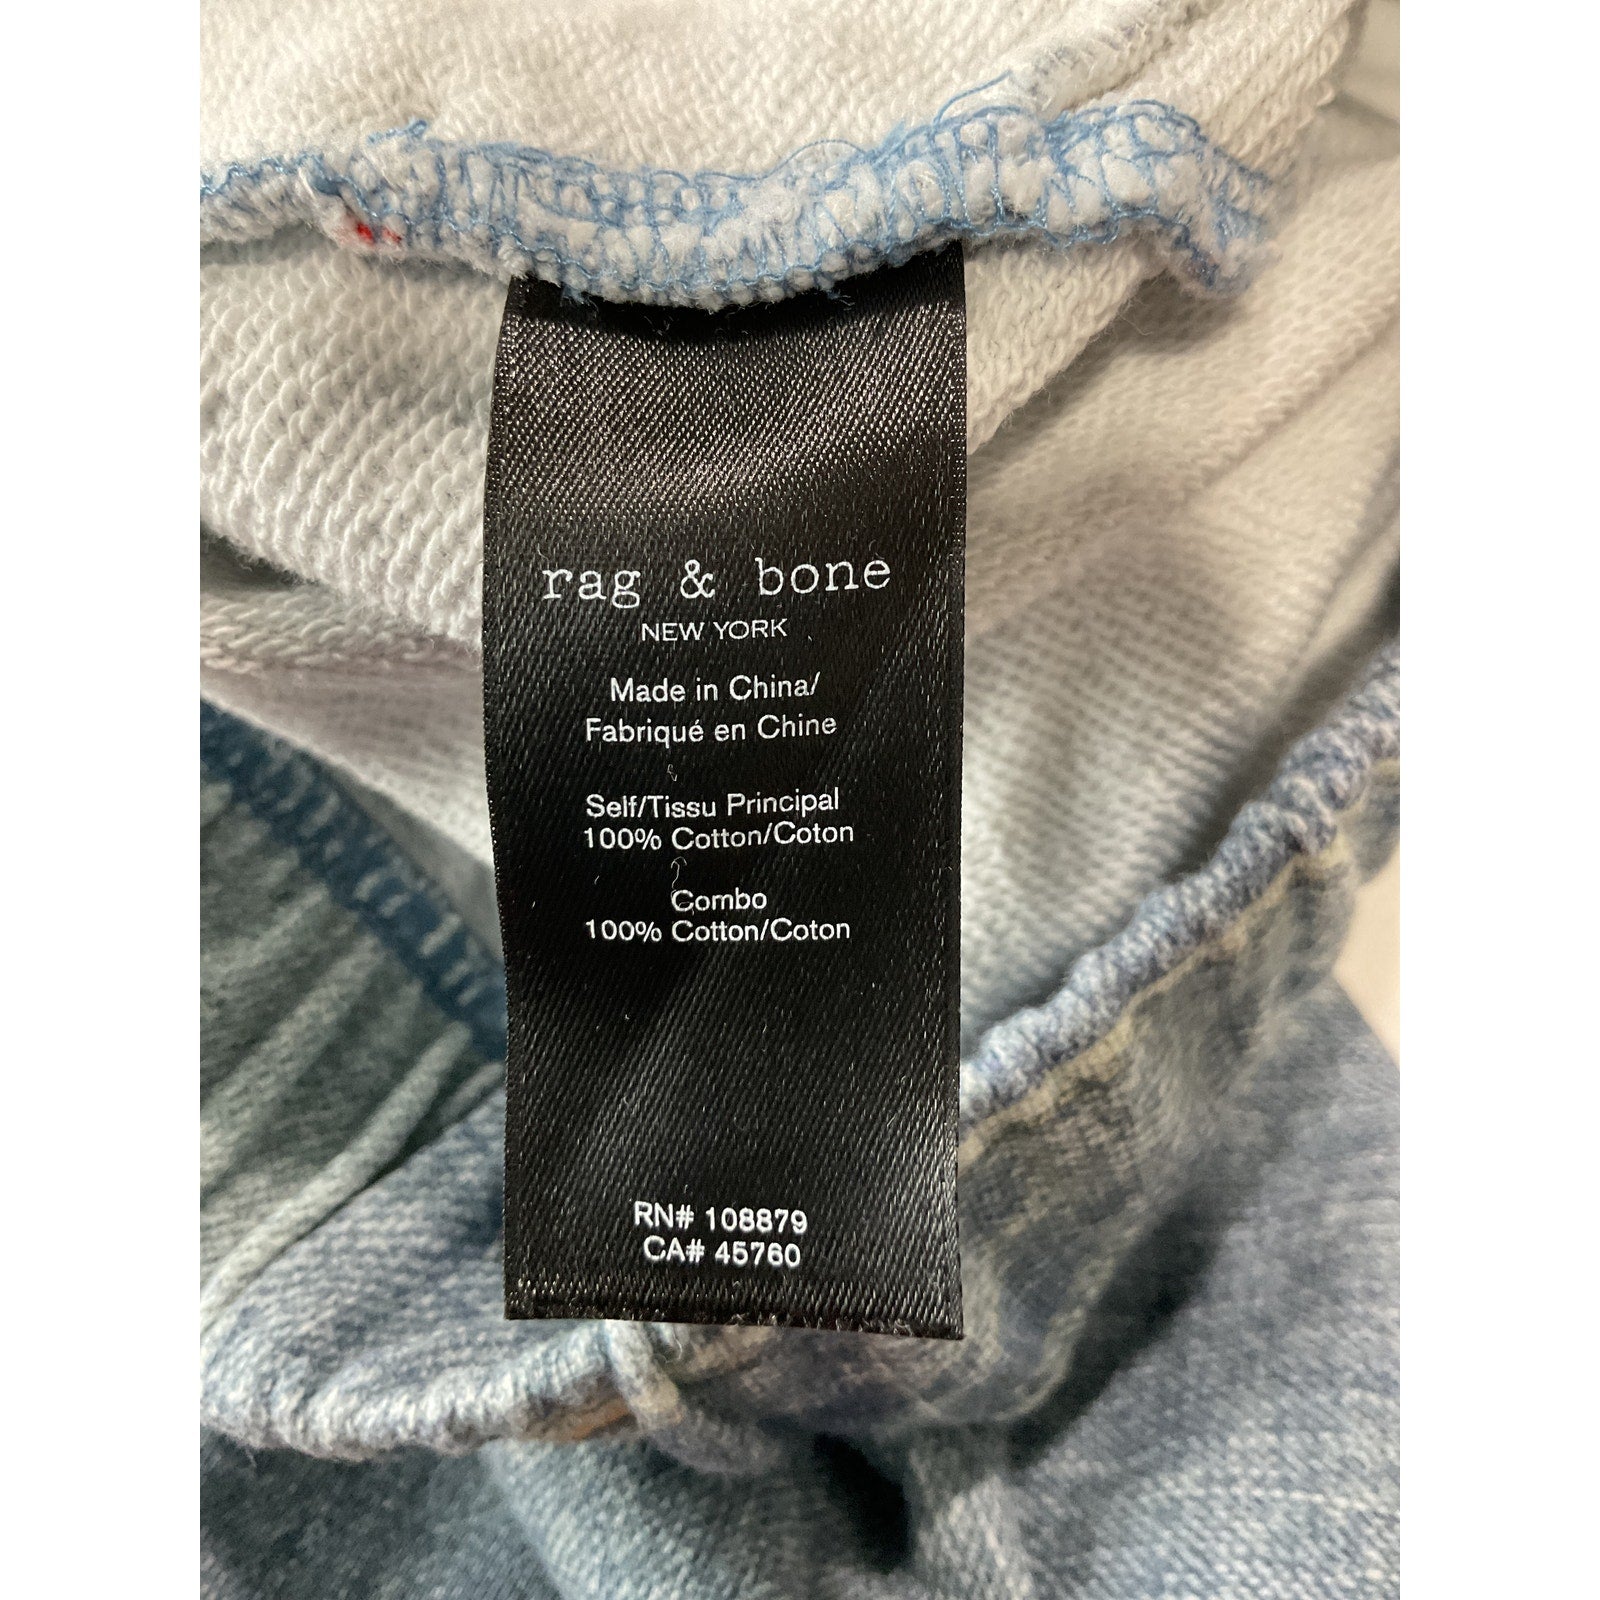 rag & bone
NEW YORK
Made in China/
Fabriqué en Chine
Self/Tissu Principal
100% Cotton/Coton
Combo
100% Cotton/Coton
RN# 108879
CA# 45760